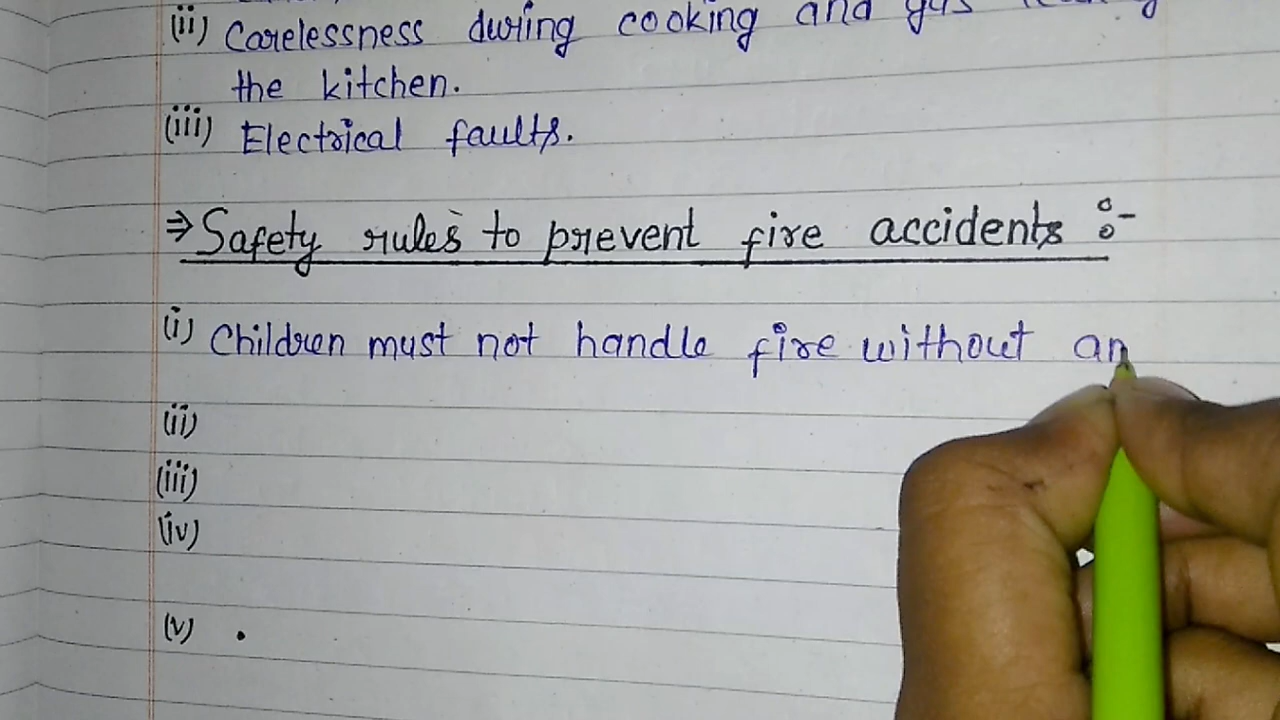 (ii) Carelessness during cooking and gas
the kitchen.
(iii) Electrical faults.
⇒ Safety rules to prevent fire accidents :-
(i) Children must not handle fire without an
(ii)
(iii)
(iv)
(v) .